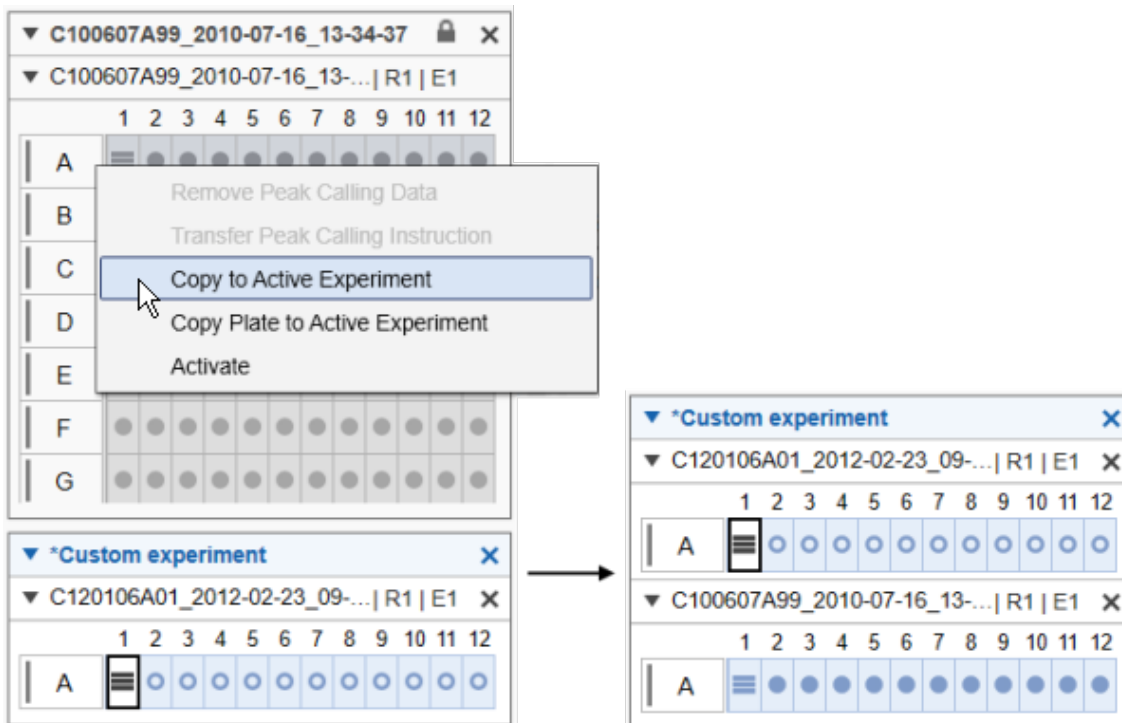 C100607A99_2010-07-16_13-34-37
C100607A99_2010-07-16_13-...| R1 | E1
1 2 3 4 5 6 7 8 9 10 11 12
A
B
C
D
E
F
G
Remove Peak Calling Data
Transfer Peak Calling Instruction
Copy to Active Experiment
Copy Plate to Active Experiment
Activate
*Custom experiment
C120106A01_2012-02-23_09-...| R1 | E1
1 2 3 4 5 6 7 8 9 10 11 12
A
*Custom experiment
C120106A01_2012-02-23_09-...| R1 | E1
1 2 3 4 5 6 7 8 9 10 11 12
A
C100607A99_2010-07-16_13-...| R1 | E1
1 2 3 4 5 6 7 8 9 10 11 12
A